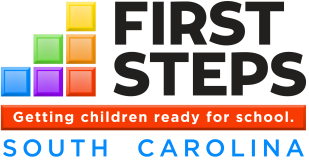 FIRST
STEPS
Getting children ready for school.
SOUTH CAROLINA